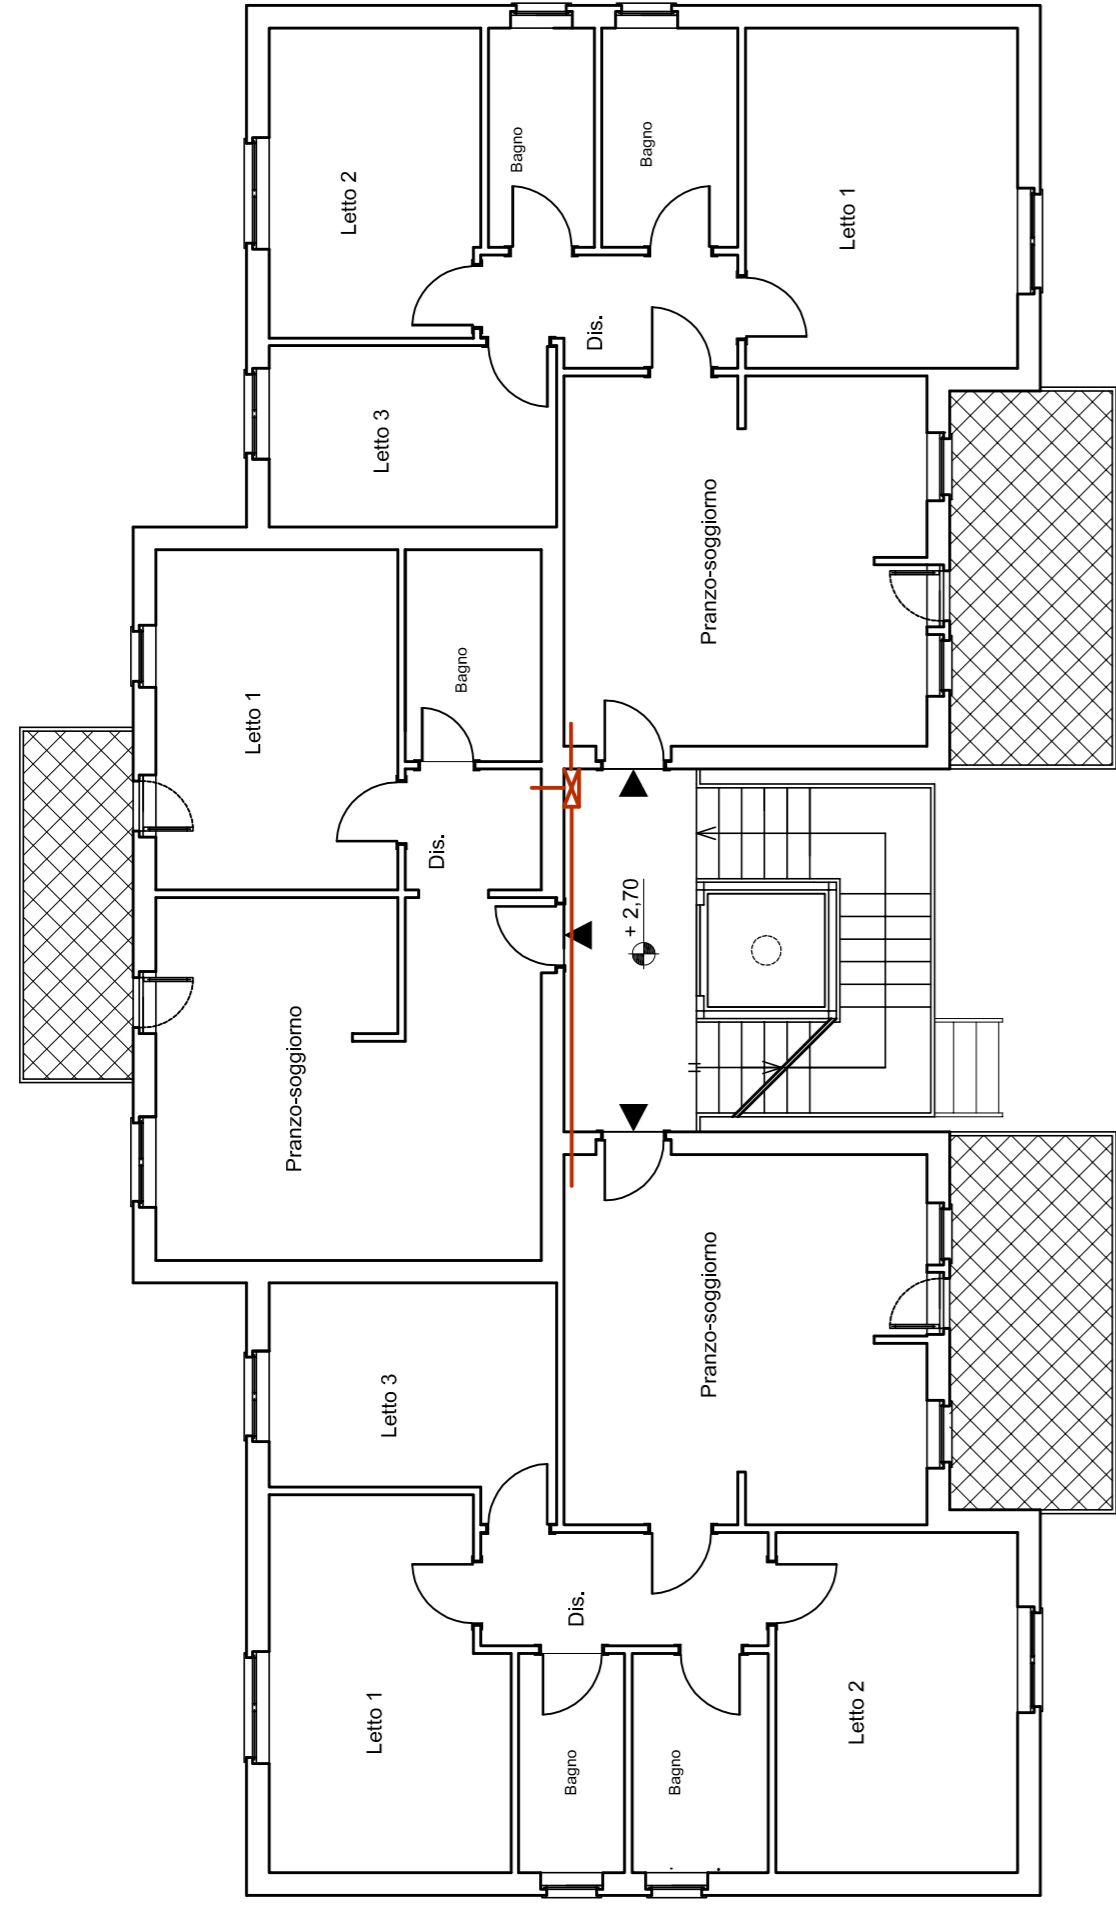 Bagno
Bagno
Letto 2
Letto 1
Dis.
Letto 3
Pranzo-soggiorno
Bagno
Letto 1
Dis.
+ 2,70
Pranzo-soggiorno
Pranzo-soggiorno
Letto 3
Dis.
Letto 1
Letto 2
Bagno
Bagno